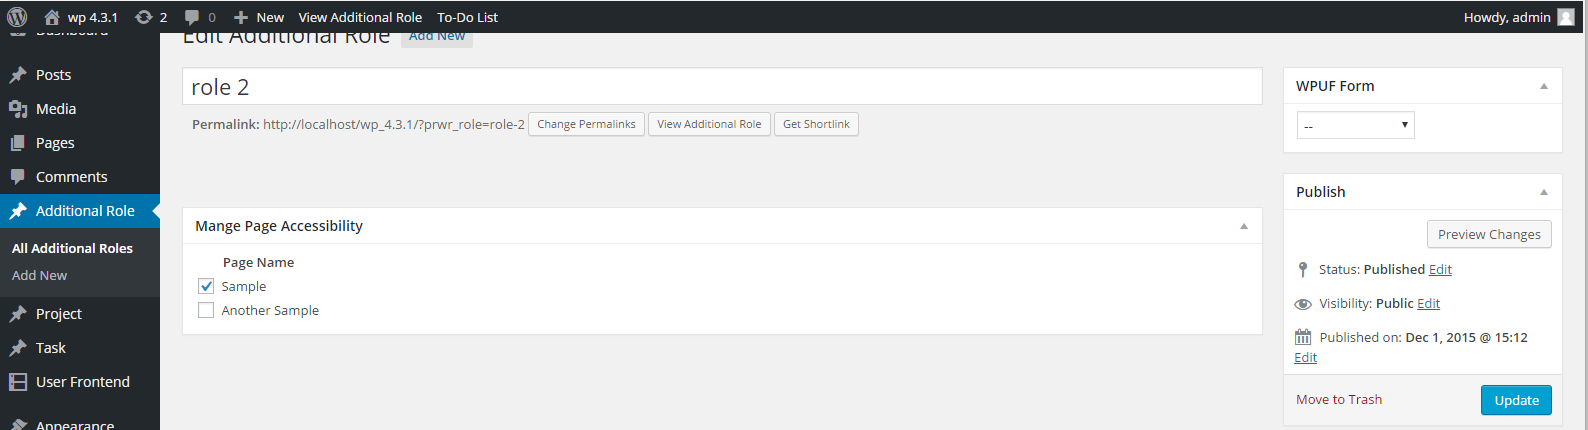 wp 4.3.1 2 0 New View Additional Role To-Do List Howdy, admin
Dashboard
Posts
Media
Pages
Comments
Additional Role
All Additional Roles
Add New
Project
Task
User Frontend
Appearance
Edit Additional Role Add New
role 2
Permalink: http://localhost/wp_4.3.1/?prwr_role=role-2 Change Permalinks View Additional Role Get Shortlink
Mange Page Accessibility
Page Name
Sample
Another Sample
WPUF Form
--
Publish
Preview Changes
Status: Published Edit
Visibility: Public Edit
Published on: Dec 1, 2015 @ 15:12
Edit
Move to Trash Update